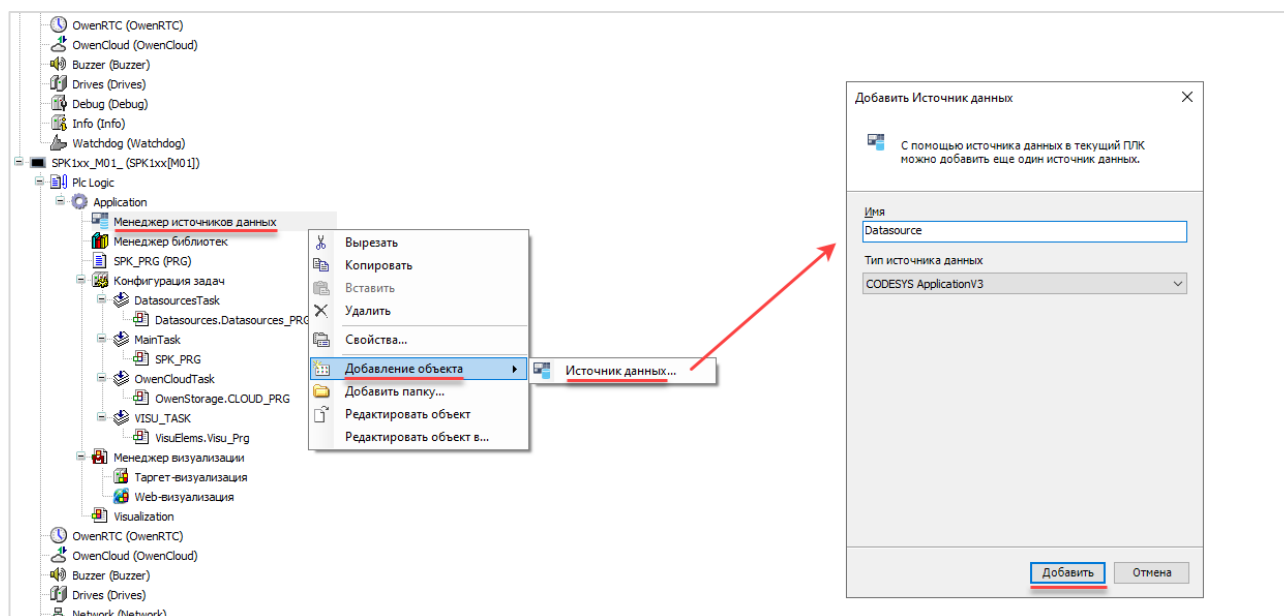 OwenRTC (OwenRTC)
OwenCloud (OwenCloud)
Buzzer (Buzzer)
Drives (Drives)
Debug (Debug)
Info (Info)
Watchdog (Watchdog)
SPK1xx_M01_ (SPK1xx[M01])
Plc Logic
Application
Менеджер источников данных
Менеджер библиотек
SPK_PRG (PRG)
Конфигурация задач
DatasourcesTask
Datasources.Datasources_PRG
MainTask
SPK_PRG
OwenCloudTask
OwenStorage.CLOUD_PRG
VISU_TASK
VisuElems.Visu_Prg
Менеджер визуализации
Таргет-визуализация
Web-визуализация
Visualization
OwenRTC (OwenRTC)
OwenCloud (OwenCloud)
Buzzer (Buzzer)
Drives (Drives)
Network (Network)
Вырезать
Копировать
Вставить
Удалить
Свойства...
Добавление объекта
Добавить папку...
Редактировать объект
Редактировать объект в...
Источник данных...
Добавить Источник данных
С помощью источника данных в текущий ПЛК
можно добавить еще один источник данных.
Имя
Datasource
Тип источника данных
CODESYS ApplicationV3
Добавить
Отмена